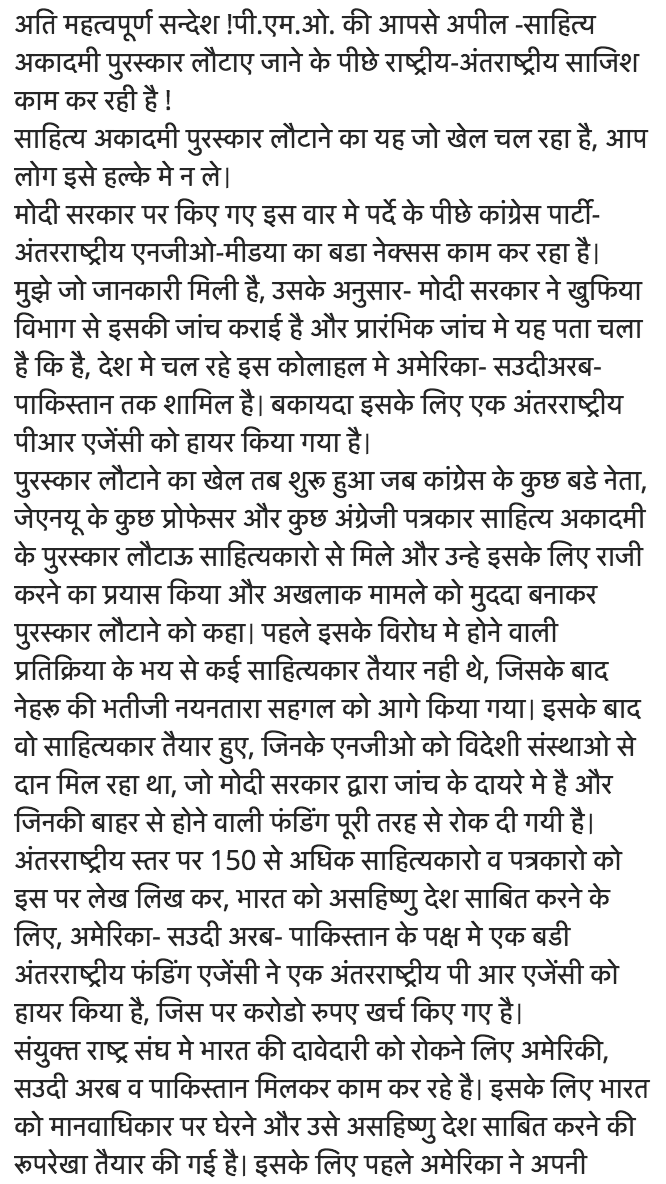 अति महत्वपूर्ण सन्देश !पी.एम.ओ. की आपसे अपील -साहित्य
अकादमी पुरस्कार लौटाए जाने के पीछे राष्ट्रीय-अंतराष्ट्रीय साजिश
काम कर रही है !
साहित्य अकादमी पुरस्कार लौटाने का यह जो खेल चल रहा है, आप
लोग इसे हल्के मे न ले।
मोदी सरकार पर किए गए इस वार मे पर्दे के पीछे कांग्रेस पार्टी-
अंतरराष्ट्रीय एनजीओ-मीडया का बडा नेक्सस काम कर रहा है।
मुझे जो जानकारी मिली है, उसके अनुसार- मोदी सरकार ने खुफिया
विभाग से इसकी जांच कराई है और प्रारंभिक जांच मे यह पता चला
है कि है, देश मे चल रहे इस कोलाहल मे अमेरिका- सउदीअरब-
पाकिस्तान तक शामिल है। बकायदा इसके लिए एक अंतरराष्ट्रीय
पीआर एजेंसी को हायर किया गया है।
पुरस्कार लौटाने का खेल तब शुरू हुआ जब कांग्रेस के कुछ बडे नेता,
जेएनयू के कुछ प्रोफेसर और कुछ अंग्रेजी पत्रकार साहित्य अकादमी
के पुरस्कार लौटाऊ साहित्यकारो से मिले और उन्हे इसके लिए राजी
करने का प्रयास किया और अखलाक मामले को मुददा बनाकर
पुरस्कार लौटाने को कहा। पहले इसके विरोध मे होने वाली
प्रतिक्रिया के भय से कई साहित्यकार तैयार नही थे, जिसके बाद
नेहरू की भतीजी नयनतारा सहगल को आगे किया गया। इसके बाद
वो साहित्यकार तैयार हुए, जिनके एनजीओ को विदेशी संस्थाओ से
दान मिल रहा था, जो मोदी सरकार द्वारा जांच के दायरे मे है और
जिनकी बाहर से होने वाली फंडिंग पूरी तरह से रोक दी गयी है।
अंतरराष्ट्रीय स्तर पर 150 से अधिक साहित्यकारो व पत्रकारो को
इस पर लेख लिख कर, भारत को असहिष्णु देश साबित करने के
लिए, अमेरिका- सउदी अरब- पाकिस्तान के पक्ष मे एक बडी
अंतरराष्ट्रीय फंडिंग एजेंसी ने एक अंतरराष्ट्रीय पी आर एजेंसी को
हायर किया है, जिस पर करोडो रुपए खर्च किए गए है।
संयुक्त राष्ट्र संघ मे भारत की दावेदारी को रोकने लिए अमेरिकी,
सउदी अरब व पाकिस्तान मिलकर काम कर रहे है। इसके लिए भारत
को मानवाधिकार पर घेरने और उसे असहिष्णु देश साबित करने की
रूपरेखा तैयार की गई है। इसके लिए पहले अमेरिका ने अपनी